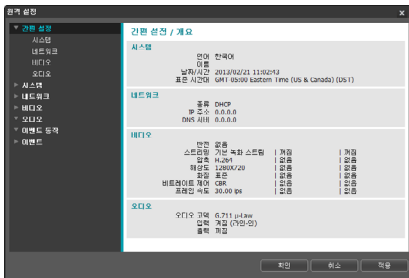 원격 설정
간편 설정
시스템
네트워크
비디오
오디오
시스템
네트워크
비디오
오디오
이벤트 동작
이벤트
간편 설정 / 개요
시스템
언어 한국어
이름
날짜/시간 2013/02/21 11:02:43
표준 시간대 GMT-05:00 Eastern Time (US & Canada) (DST)
네트워크
종류 DHCP
IP 주소 0.0.0.0
DNS 서버 0.0.0.0
비디오
반전 없음
스트리밍 기본 녹화 스트림 | 꺼짐 | 꺼짐
압축 H.264 | 없음 | 없음
해상도 1280X720 | 없음 | 없음
화질 표준 | 없음 | 없음
비트레이트 제어 CBR | 없음 | 없음
프레임 속도 30.00 ips | 없음 | 없음
오디오
오디오 코덱 G.711 μ-Law
입력 꺼짐 (라인-인)
출력 꺼짐
확인 취소 적용